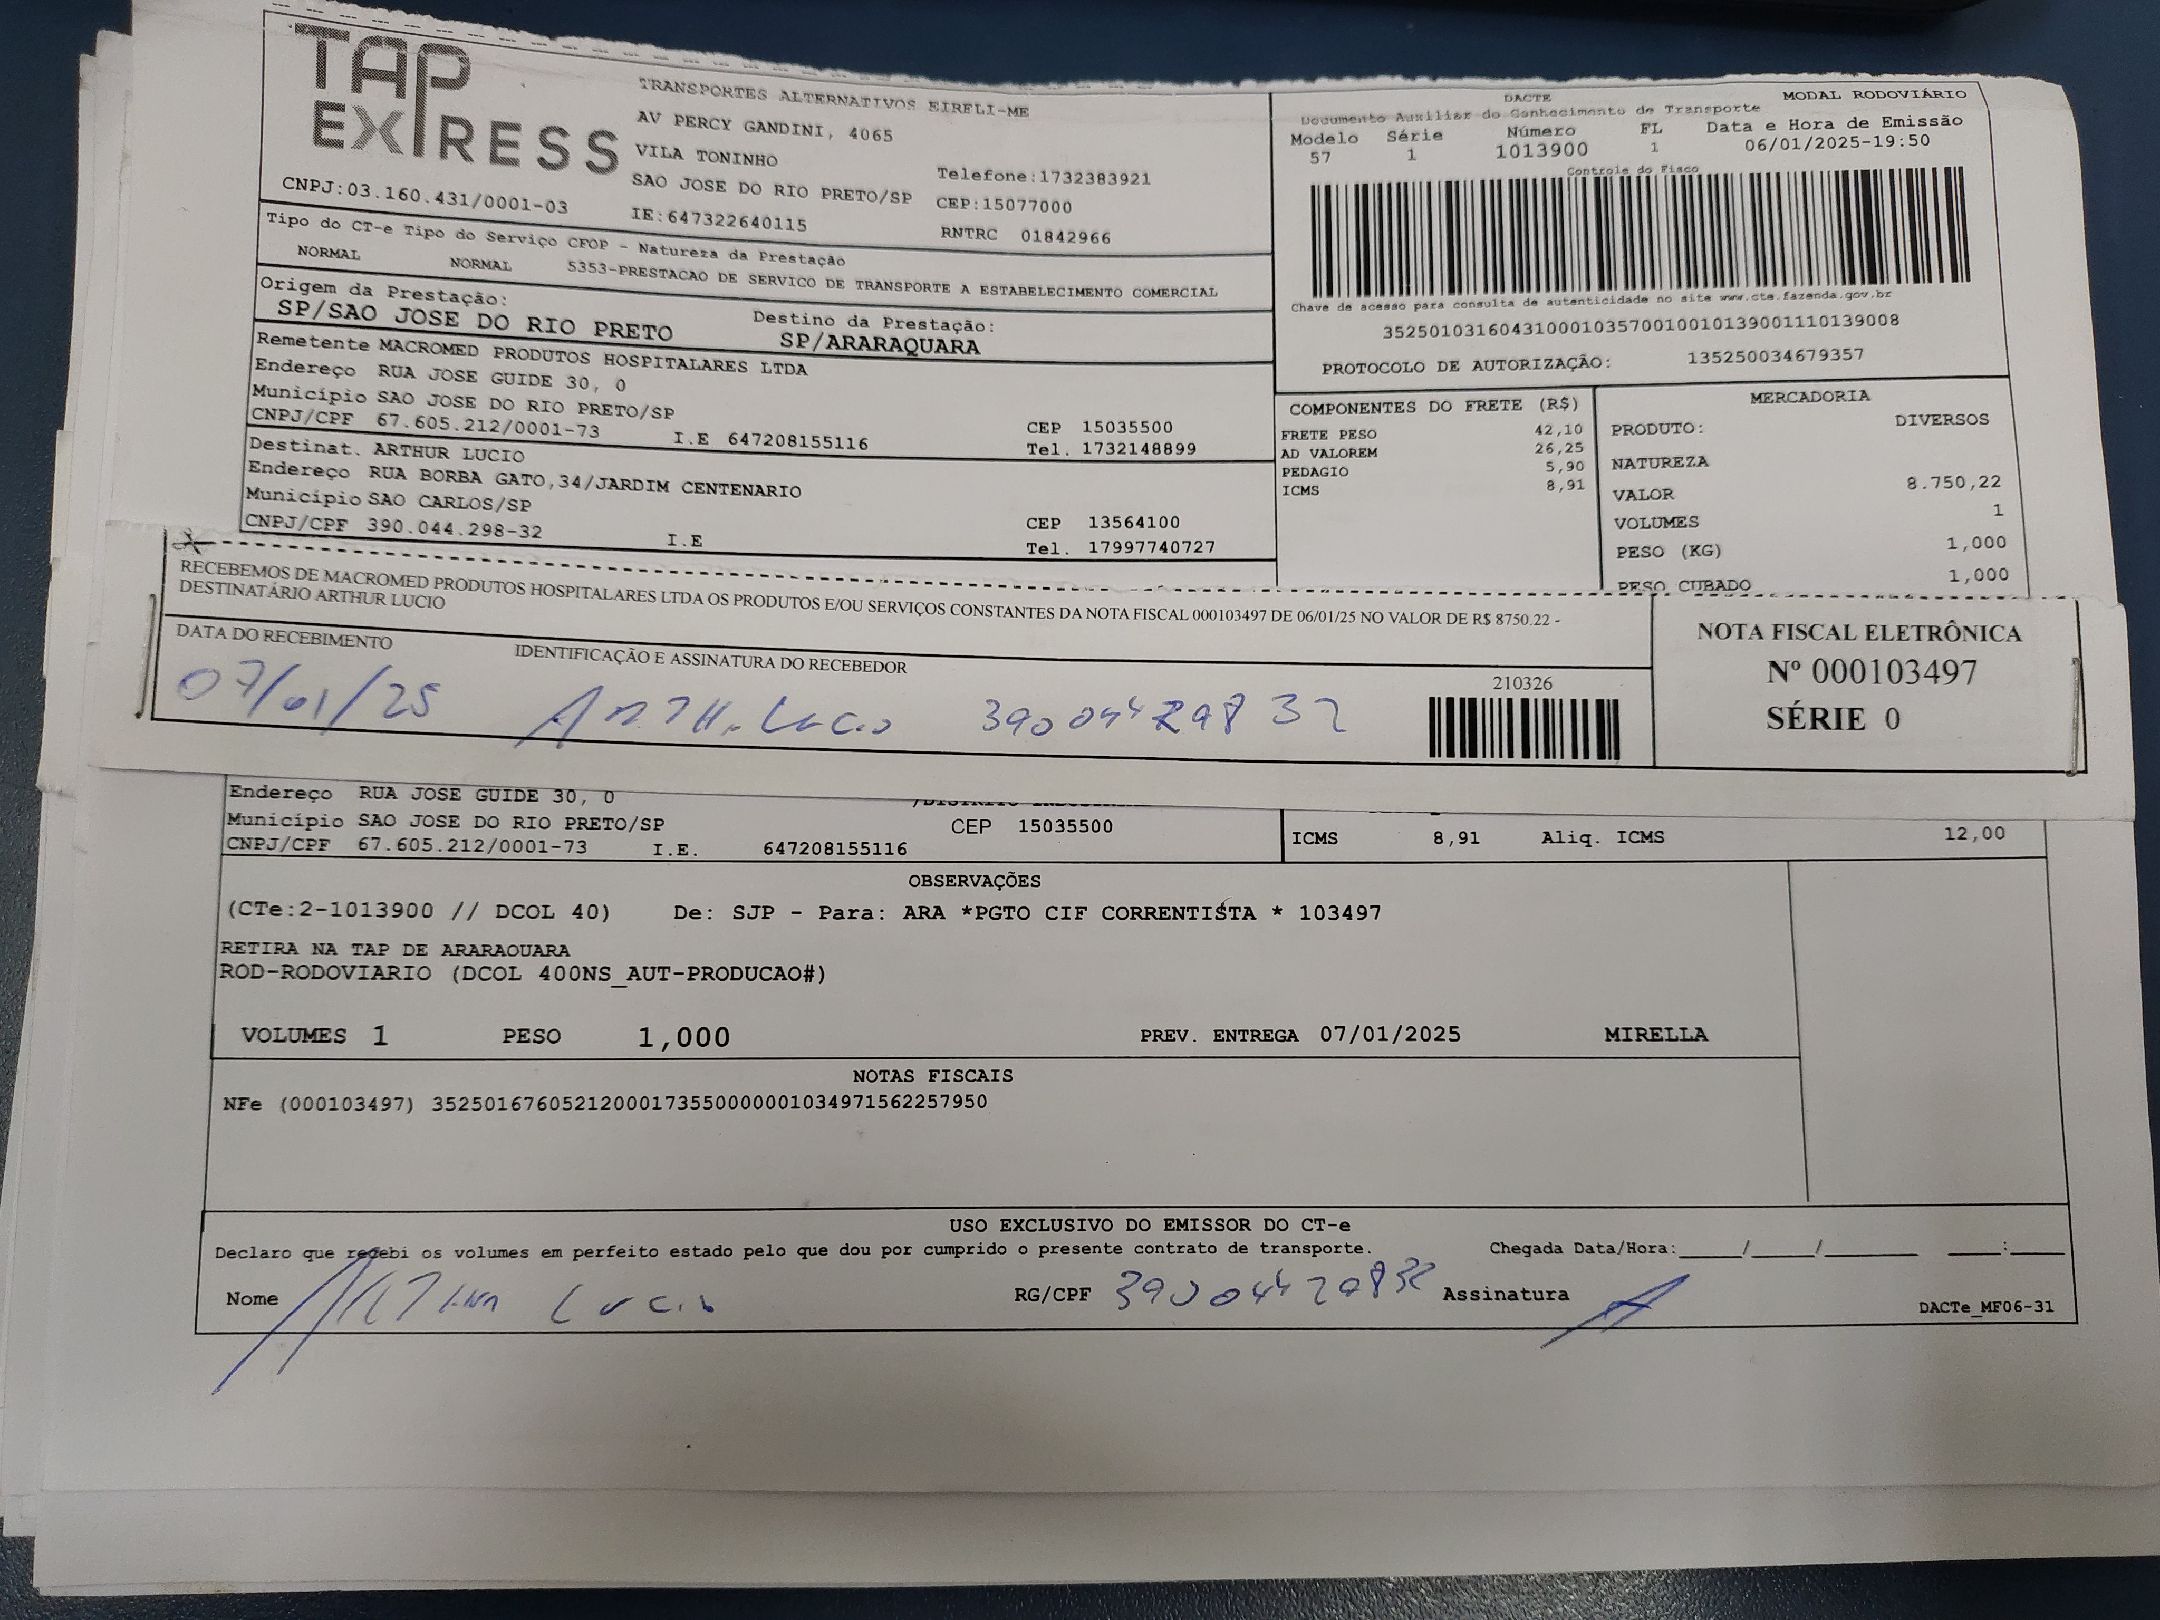 TAP EXPRESS
TRANSPORTES ALTERNATIVOS EIRELI-ME
AV PERCY GANDINI, 4065
VILA TONINHO
SAO JOSE DO RIO PRETO/SP
Telefone:1732383921
CEP:15077000
CNPJ:03.160.431/0001-03
IE:647322640115
RNTRC 01842966
DACTE
MODAL RODOVIÁRIO
Documento Auxiliar do Conhecimento de Transporte
Modelo Série Número FL Data e Hora de Emissão
57 1 1013900 1 06/01/2025-19:50
Controle do Fisco
Chave de acesso para consulta de autenticidade no site www.cte.fazenda.gov.br
35250103160431000103570010010139001110139008
PROTOCOLO DE AUTORIZAÇÃO: 135250034679357
Tipo do CT-e Tipo do Serviço CFOP - Natureza da Prestação
NORMAL NORMAL 5353-PRESTACAO DE SERVICO DE TRANSPORTE A ESTABELECIMENTO COMERCIAL
Origem da Prestação: Destino da Prestação:
SP/SAO JOSE DO RIO PRETO SP/ARARAQUARA
Remetente MACROMED PRODUTOS HOSPITALARES LTDA
Endereço RUA JOSE GUIDE 30, 0
Município SAO JOSE DO RIO PRETO/SP CEP 15035500
CNPJ/CPF 67.605.212/0001-73 I.E 647208155116 Tel. 1732148899
Destinat. ARTHUR LUCIO
Endereço RUA BORBA GATO,34/JARDIM CENTENARIO
Município SAO CARLOS/SP CEP 13564100
CNPJ/CPF 390.044.298-32 I.E Tel. 17997740727
COMPONENTES DO FRETE (R$)
FRETE PESO 42,10
AD VALOREM 26,25
PEDAGIO 5,90
ICMS 8,91
MERCADORIA
PRODUTO: DIVERSOS
NATUREZA
VALOR 8.750,22
VOLUMES 1
PESO (KG) 1,000
PESO CUBADO 1,000
RECEBEMOS DE MACROMED PRODUTOS HOSPITALARES LTDA OS PRODUTOS E/OU SERVIÇOS CONSTANTES DA NOTA FISCAL 000103497 DE 06/01/25 NO VALOR DE R$ 8750.22 -
DESTINATÁRIO ARTHUR LUCIO
DATA DO RECEBIMENTO IDENTIFICAÇÃO E ASSINATURA DO RECEBEDOR
07/01/25 Arthur Lucio 39004429832
210326
NOTA FISCAL ELETRÔNICA
Nº 000103497
SÉRIE 0
Endereço RUA JOSE GUIDE 30, 0
Município SAO JOSE DO RIO PRETO/SP CEP 15035500
CNPJ/CPF 67.605.212/0001-73 I.E. 647208155116
ICMS 8,91 Aliq. ICMS 12,00
OBSERVAÇÕES
(CTe:2-1013900 // DCOL 40) De: SJP - Para: ARA *PGTO CIF CORRENTISTA * 103497
RETIRA NA TAP DE ARARAQUARA
ROD-RODOVIARIO (DCOL 400NS_AUT-PRODUCAO#)
VOLUMES 1 PESO 1,000 PREV. ENTREGA 07/01/2025 MIRELLA
NOTAS FISCAIS
NFe (000103497) 35250167605212000173550000001034971562257950
USO EXCLUSIVO DO EMISSOR DO CT-e
Declaro que recebi os volumes em perfeito estado pelo que dou por cumprido o presente contrato de transporte. Chegada Data/Hora:____/____/______ ___:___
Nome Arthur Lucio RG/CPF 39004429832 Assinatura A
DACTe_MF06-31